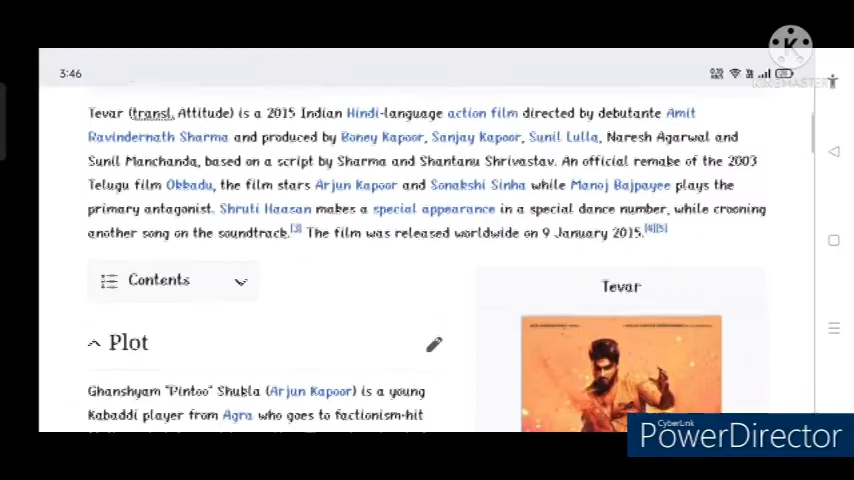 3:46
KINEMASTER
Tevar (transl. Attitude) is a 2015 Indian Hindi-language action film directed by debutante Amit
Ravindernath Sharma and produced by Boney Kapoor, Sanjay Kapoor, Sunil Lulla, Naresh Agarwal and
Sunil Manchanda, based on a script by Sharma and Shantanu Shrivastav. An official remake of the 2003
Telugu film Okkadu, the film stars Arjun Kapoor and Sonakshi Sinha while Manoj Bajpayee plays the
primary antagonist. Shruti Haasan makes a special appearance in a special dance number, while crooning
another song on the soundtrack.[3] The film was released worldwide on 9 January 2015.[4][5]
Contents
Tevar
Plot
Ghanshyam "Pintoo" Shukla (Arjun Kapoor) is a young
Kabaddi player from Agra who goes to factionism-hit
CyberLink
PowerDirector